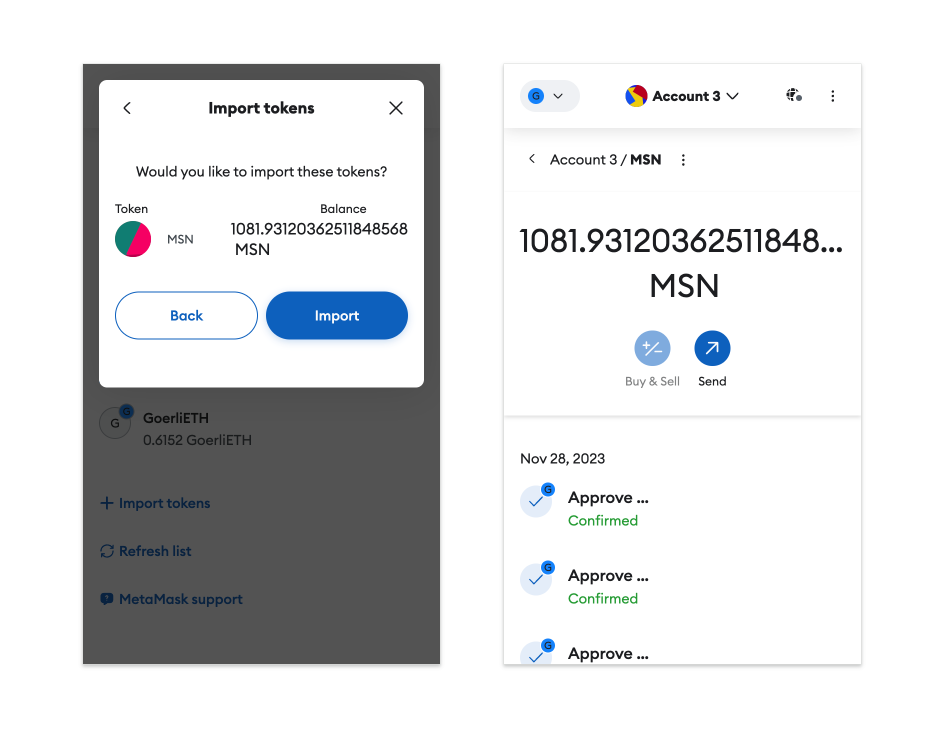 Import tokens
Would you like to import these tokens?
Token Balance
MSN 1081.93120362511848568
MSN
Back Import
G
G GoerliETH
0.6152 GoerliETH
Import tokens
Refresh list
MetaMask support
G Account 3
Account 3 / MSN
1081.93120362511848...
MSN
Buy & Sell Send
Nov 28, 2023
G
Approve ...
Confirmed
G
Approve ...
Confirmed
G
Approve ...